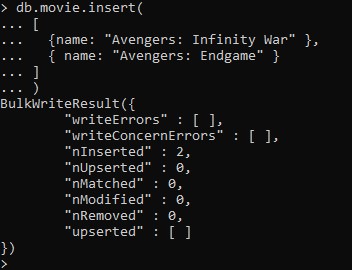 > db.movie.insert(
... [
...   {name: "Avengers: Infinity War" },
...   { name: "Avengers: Endgame" }
... ]
... )
BulkWriteResult({
        "writeErrors" : [ ],
        "writeConcernErrors" : [ ],
        "nInserted" : 2,
        "nUpserted" : 0,
        "nMatched" : 0,
        "nModified" : 0,
        "nRemoved" : 0,
        "upserted" : [ ]
})
>